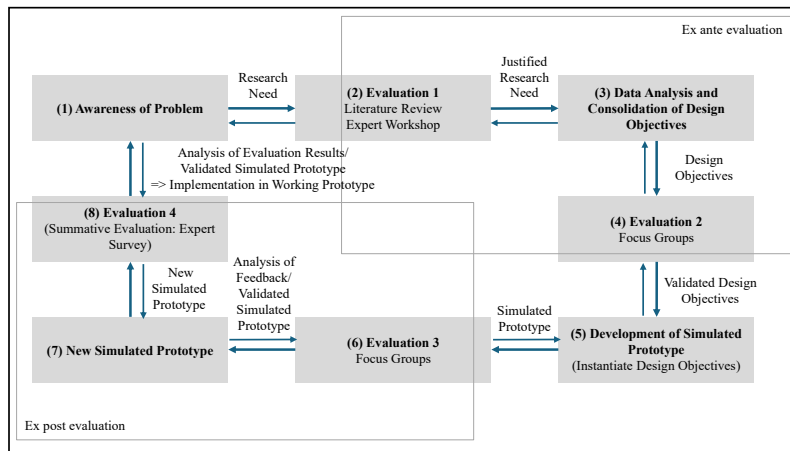 Ex ante evaluation
(1) Awareness of Problem
Research
Need
(2) Evaluation 1
Literature Review
Expert Workshop
Justified
Research
Need
(3) Data Analysis and
Consolidation of Design
Objectives
Analysis of Evaluation Results/
Validated Simulated Prototype
=> Implementation in Working Prototype
Design
Objectives
(8) Evaluation 4
(Summative Evaluation: Expert
Survey)
(4) Evaluation 2
Focus Groups
New
Simulated
Prototype
Analysis of
Feedback/
Validated
Simulated
Prototype
Simulated
Prototype
Validated Design
Objectives
(7) New Simulated Prototype
(6) Evaluation 3
Focus Groups
(5) Development of Simulated
Prototype
(Instantiate Design Objectives)
Ex post evaluation